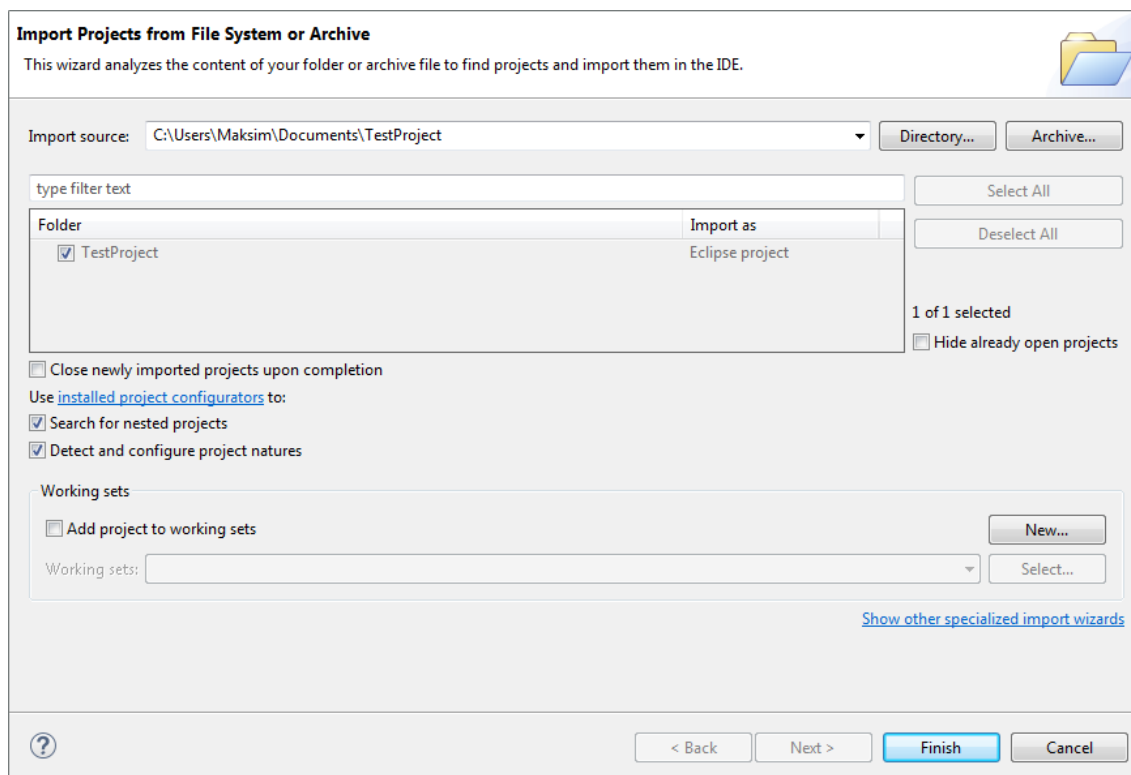 Import Projects from File System or Archive
This wizard analyzes the content of your folder or archive file to find projects and import them in the IDE.
Import source: C:\Users\Maksim\Documents\TestProject Directory... Archive...
type filter text Select All
Folder Import as
Deselect All
TestProject Eclipse project
1 of 1 selected
Hide already open projects
Close newly imported projects upon completion
Use installed project configurators to:
Search for nested projects
Detect and configure project natures
Working sets
Add project to working sets New...
Working sets: Select...
Show other specialized import wizards
? < Back Next > Finish Cancel